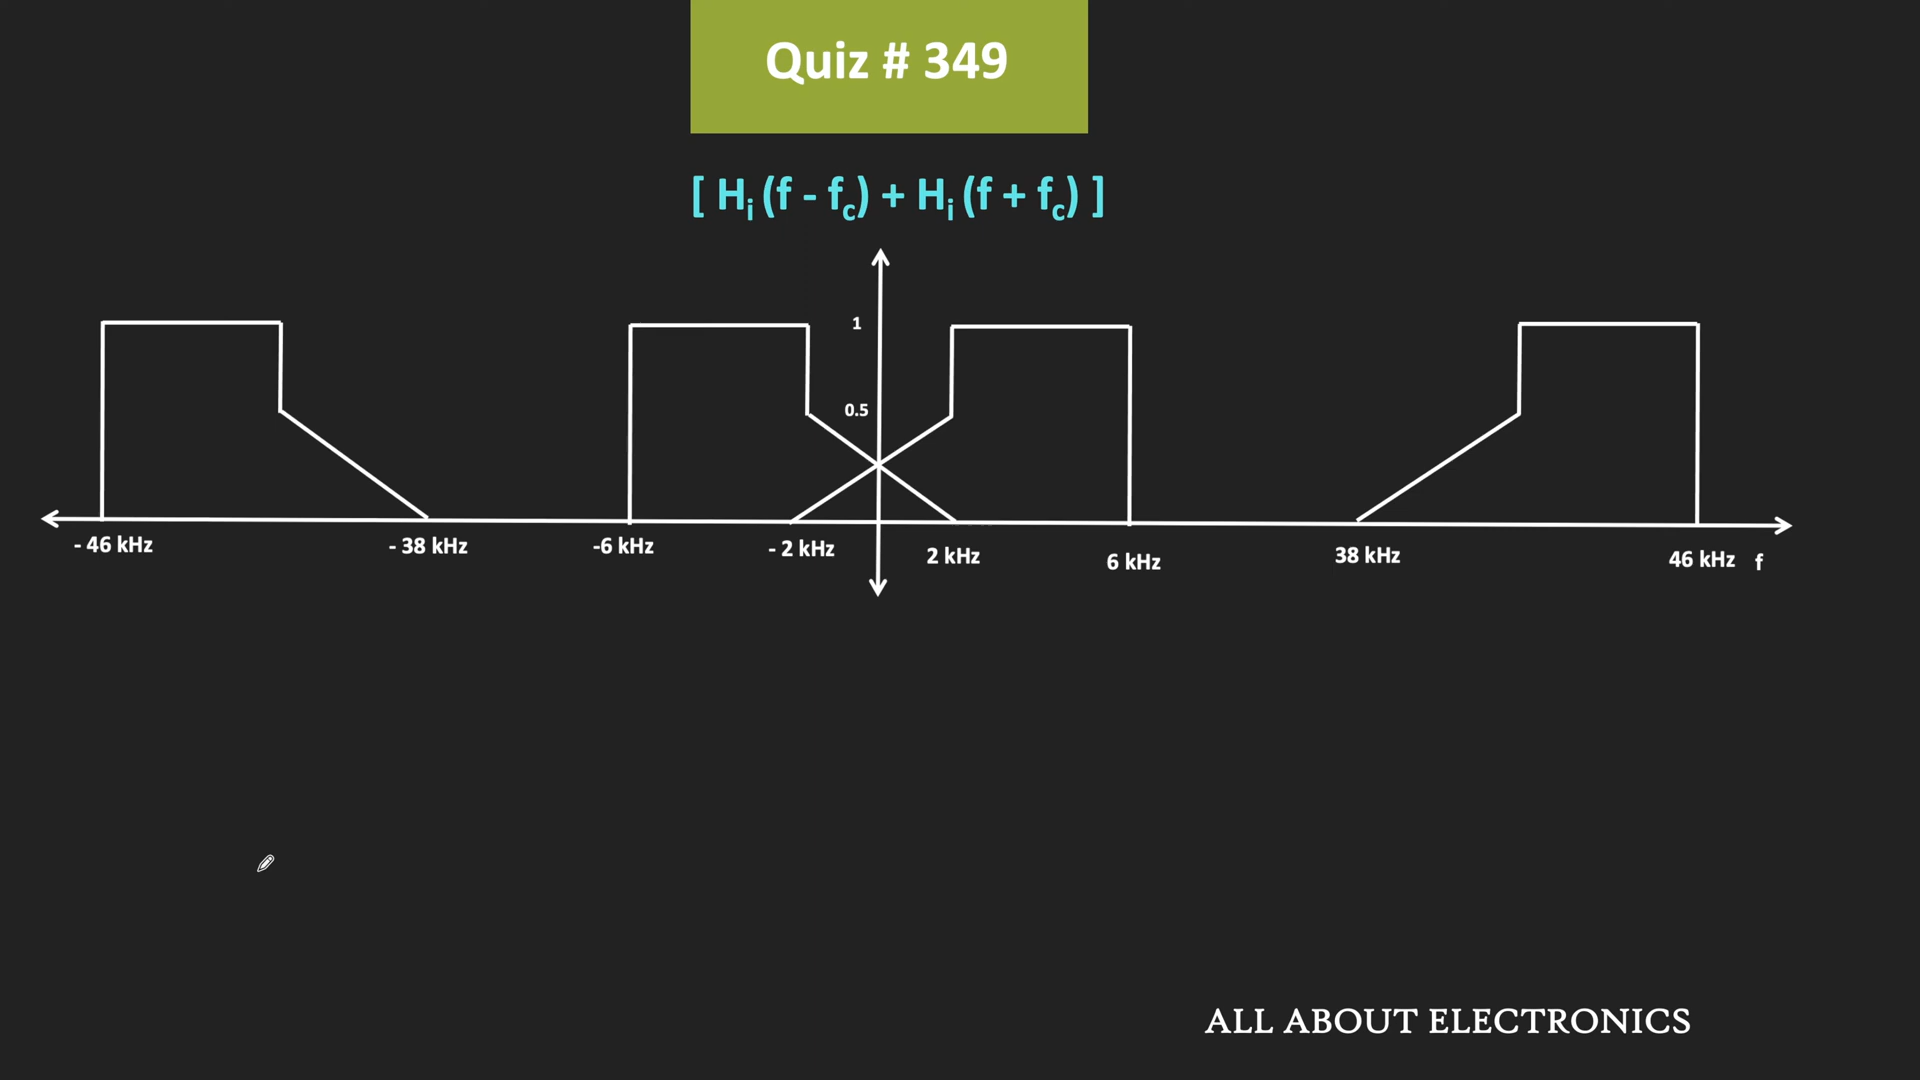 Quiz # 349
[ Hi (f - fc) + Hi (f + fc) ]
1
0.5
- 46 kHz
- 38 kHz
-6 kHz
- 2 kHz
2 kHz
6 kHz
38 kHz
46 kHz
f
ALL ABOUT ELECTRONICS